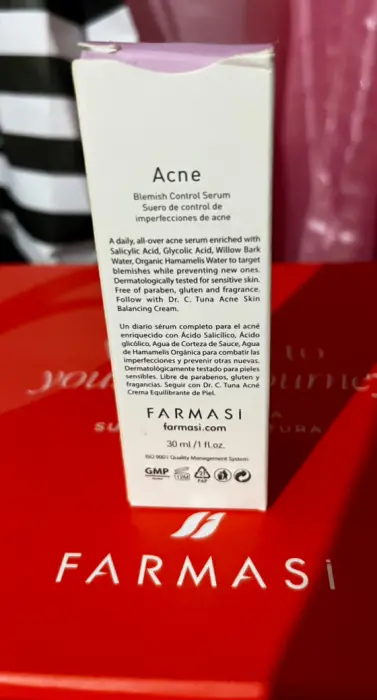 Acne
Blemish Control Serum
Suero de control de
imperfecciones de acne
A daily, all-over acne serum enriched with
Salicylic Acid, Glycolic Acid, Willow Bark
Water, Organic Hamamelis Water to target
blemishes while preventing new ones.
Dermatologically tested for sensitive skin.
Free of paraben, gluten and fragrance.
Follow with Dr. C. Tuna Acne Skin
Balancing Cream.
Un diario sérum completo para el acné
enriquecido con Ácido Salicílico, Ácido
glicólico, Agua de Corteza de Sauce, Agua
de Hamamelis Orgánica para combatir las
imperfecciones y prevenir otras nuevas.
Dermatológicamente testado para pieles
sensibles. Libre de parabenos, gluten y
fragancias. Seguir con Dr. C. Tuna Acné
Crema Equilibrante de Piel.
FARMASi
farmasi.com
30 ml / 1 fl.oz.
ISO 9001 Quality Management System
GMP
12M
PAP
to
you
A
SU
TURA
FARMASi